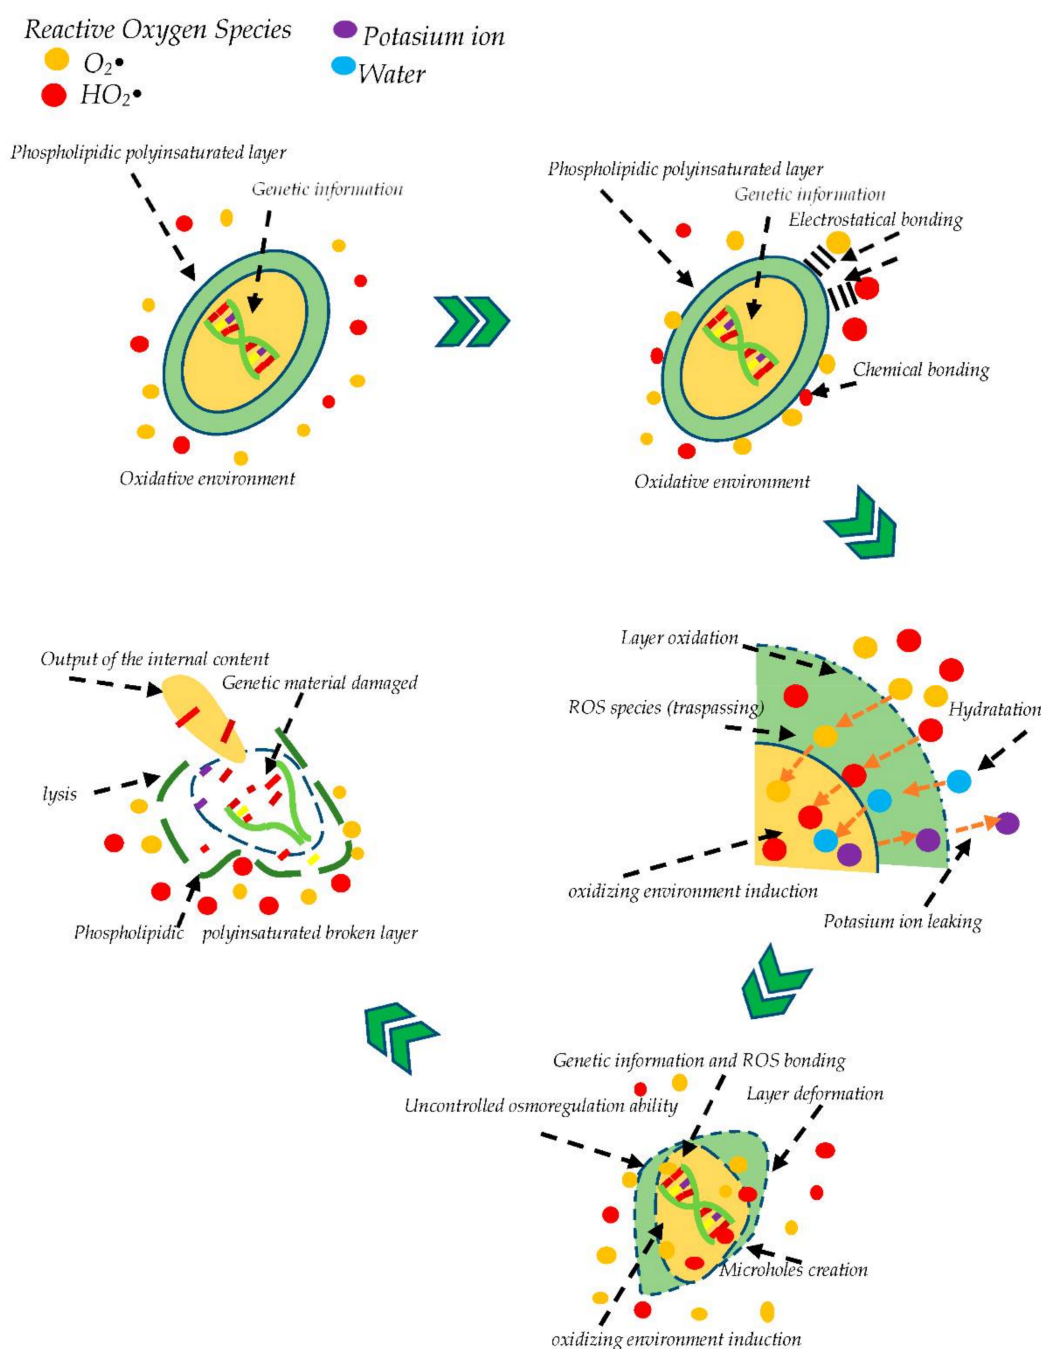 Reactive Oxygen Species
O₂•
HO₂•
Potasium ion
Water
Phospholipidic polyinsaturated layer
Genetic information
Oxidative environment
Phospholipidic polyinsaturated layer
Genetic information
Electrostatical bonding
Chemical bonding
Oxidative environment
Layer oxidation
ROS species (traspassing)
Hydratation
oxidizing environment induction
Potasium ion leaking
Genetic information and ROS bonding
Uncontrolled osmoregulation ability
Layer deformation
Microholes creation
oxidizing environment induction
Output of the internal content
Genetic material damaged
lysis
Phospholipidic polyinsaturated broken layer